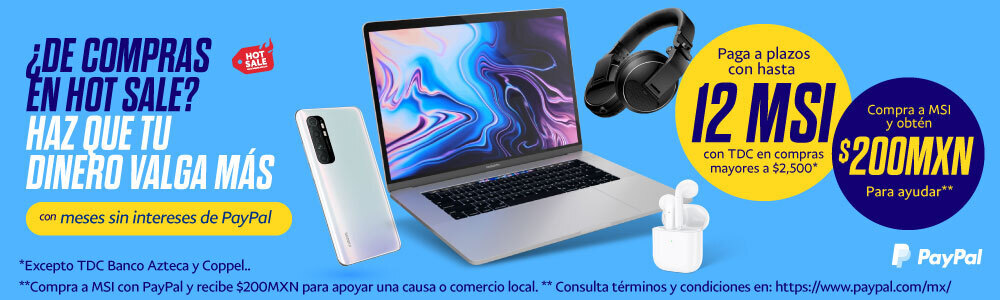 ¿DE COMPRAS
EN HOT SALE?
HAZ QUE TU
DINERO VALGA MÁS
HOT
SALE
con meses sin intereses de PayPal
Paga a plazos
con hasta
12 MSI
con TDC en compras
mayores a $2,500*
Compra a MSI
y obtén
$200MXN
Para ayudar**
PayPal
*Excepto TDC Banco Azteca y Coppel..
**Compra a MSI con PayPal y recibe $200MXN para apoyar una causa o comercio local. ** Consulta términos y condiciones en: https://www.paypal.com/mx/